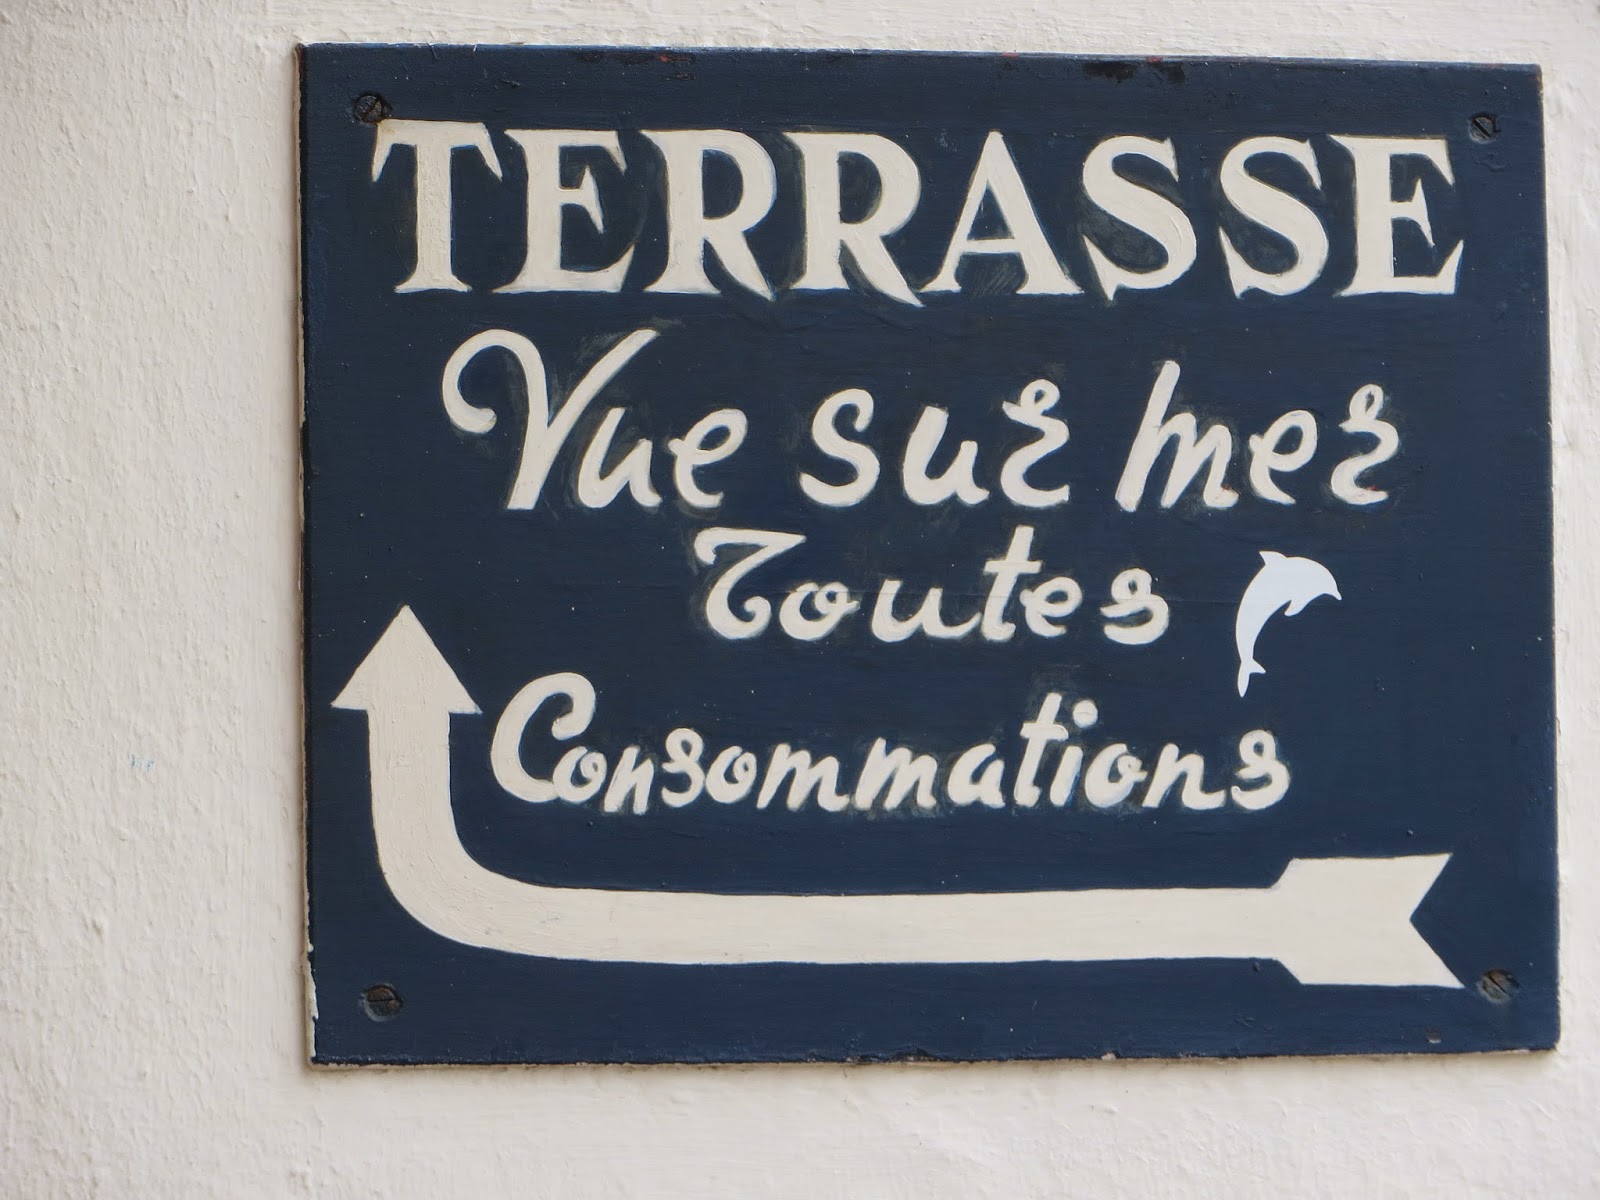 TERRASSE
Vue sur mer
Toutes
Consommations